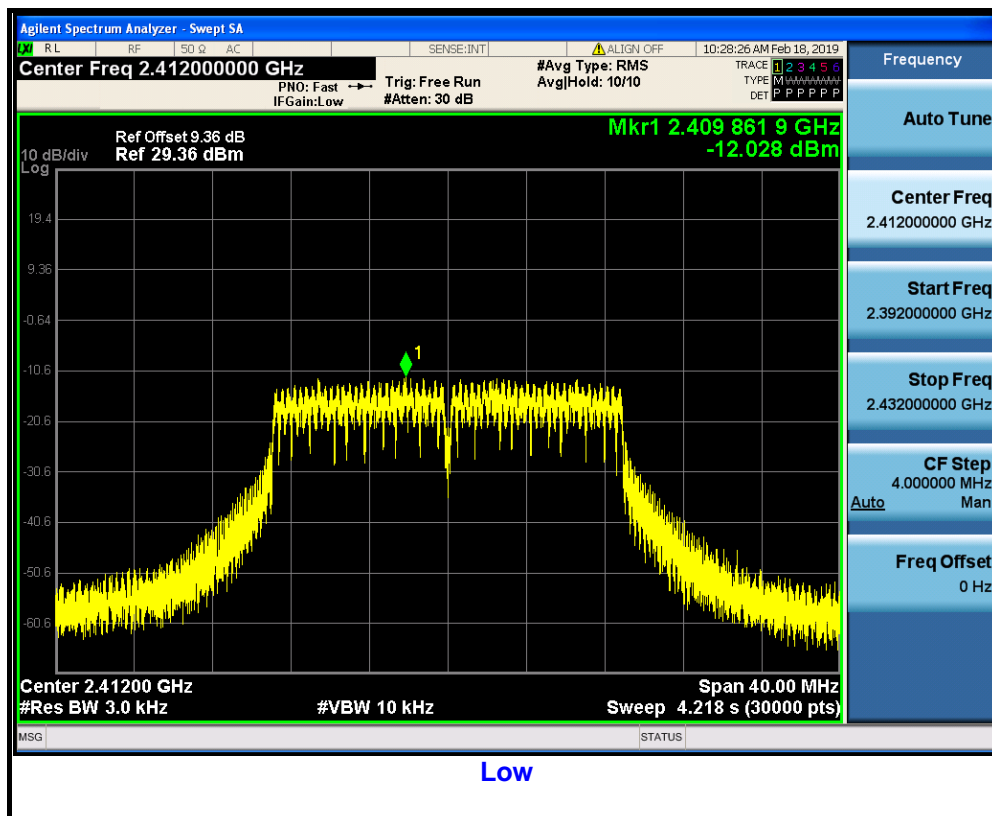 Agilent Spectrum Analyzer - Swept SA
LXI RL RF 50 Ω AC SENSE:INT ALIGN OFF 10:28:26 AM Feb 18, 2019
Center Freq 2.412000000 GHz
PNO: Fast
IFGain:Low
Trig: Free Run
#Atten: 30 dB
#Avg Type: RMS
Avg|Hold: 10/10
TRACE 1 2 3 4 5 6
TYPE M
DET P P P P P P
Mkr1 2.409 861 9 GHz
-12.028 dBm
Ref Offset 9.36 dB
10 dB/div Ref 29.36 dBm
Log
19.4
9.36
-0.64
-10.6
-20.6
-30.6
-40.6
-50.6
-60.6
1
Center 2.41200 GHz Span 40.00 MHz
#Res BW 3.0 kHz #VBW 10 kHz Sweep 4.218 s (30000 pts)
MSG STATUS
Frequency
Auto Tune
Center Freq
2.412000000 GHz
Start Freq
2.392000000 GHz
Stop Freq
2.432000000 GHz
CF Step
4.000000 MHz
Auto Man
Freq Offset
0 Hz
Low